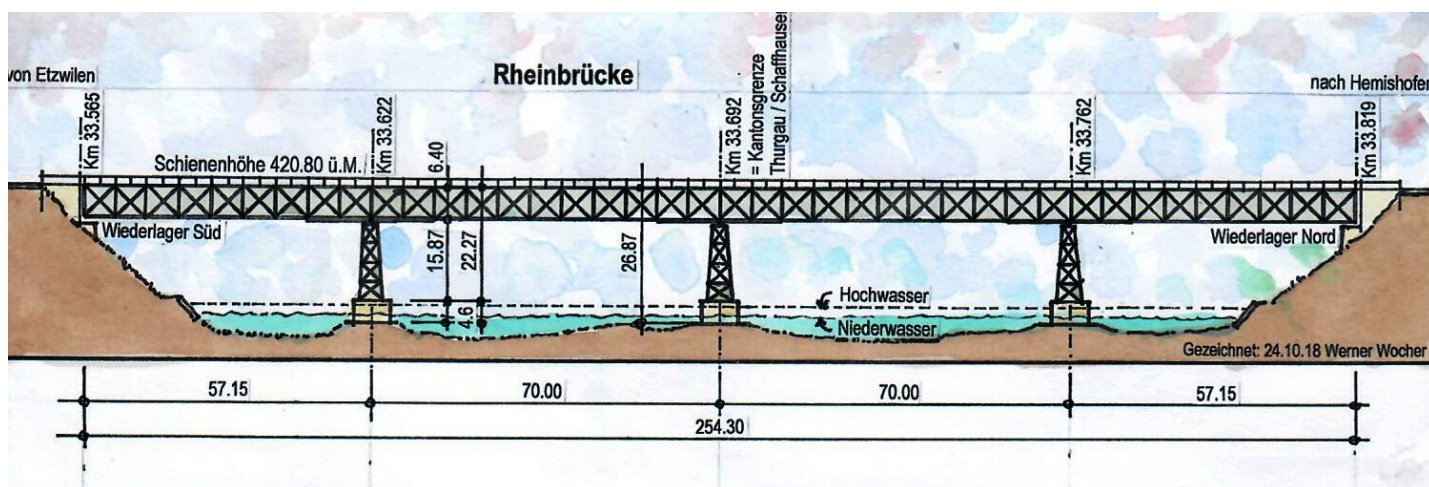 Rheinbrücke
von Etzwilen
nach Hemishofen
Km 33.565
Km 33.622
Km 33.692
= Kantonsgrenze
Thurgau / Schaffhausen
Km 33.762
Km 33.819
Schienenhöhe 420.80 ü.M.
6.40
Wiederlager Süd
15.87
22.27
26.87
Wiederlager Nord
4.6
Hochwasser
Niederwasser
Gezeichnet: 24.10.18 Werner Wocher
57.15
70.00
70.00
57.15
254.30